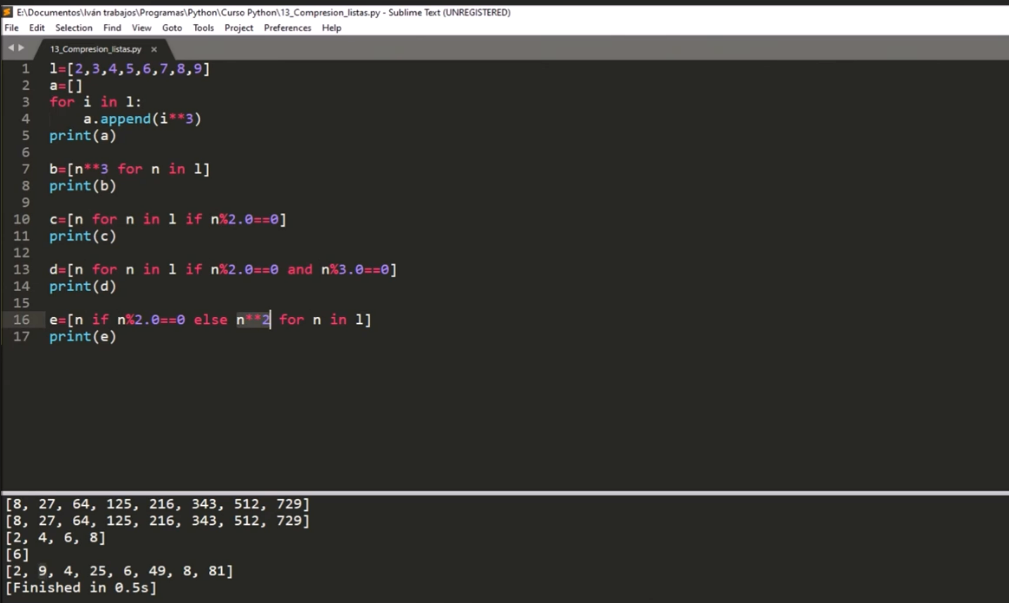 E:\Documentos\Iván trabajos\Programas\Python\Curso Python\13_Compresion_listas.py - Sublime Text (UNREGISTERED)
File Edit Selection Find View Goto Tools Project Preferences Help
13_Compresion_listas.py ×
1 l=[2,3,4,5,6,7,8,9]
2 a=[]
3 for i in l:
4     a.append(i**3)
5 print(a)
6
7 b=[n**3 for n in l]
8 print(b)
9
10 c=[n for n in l if n%2.0==0]
11 print(c)
12
13 d=[n for n in l if n%2.0==0 and n%3.0==0]
14 print(d)
15
16 e=[n if n%2.0==0 else n**2 for n in l]
17 print(e)
[8, 27, 64, 125, 216, 343, 512, 729]
[8, 27, 64, 125, 216, 343, 512, 729]
[2, 4, 6, 8]
[6]
[2, 9, 4, 25, 6, 49, 8, 81]
[Finished in 0.5s]